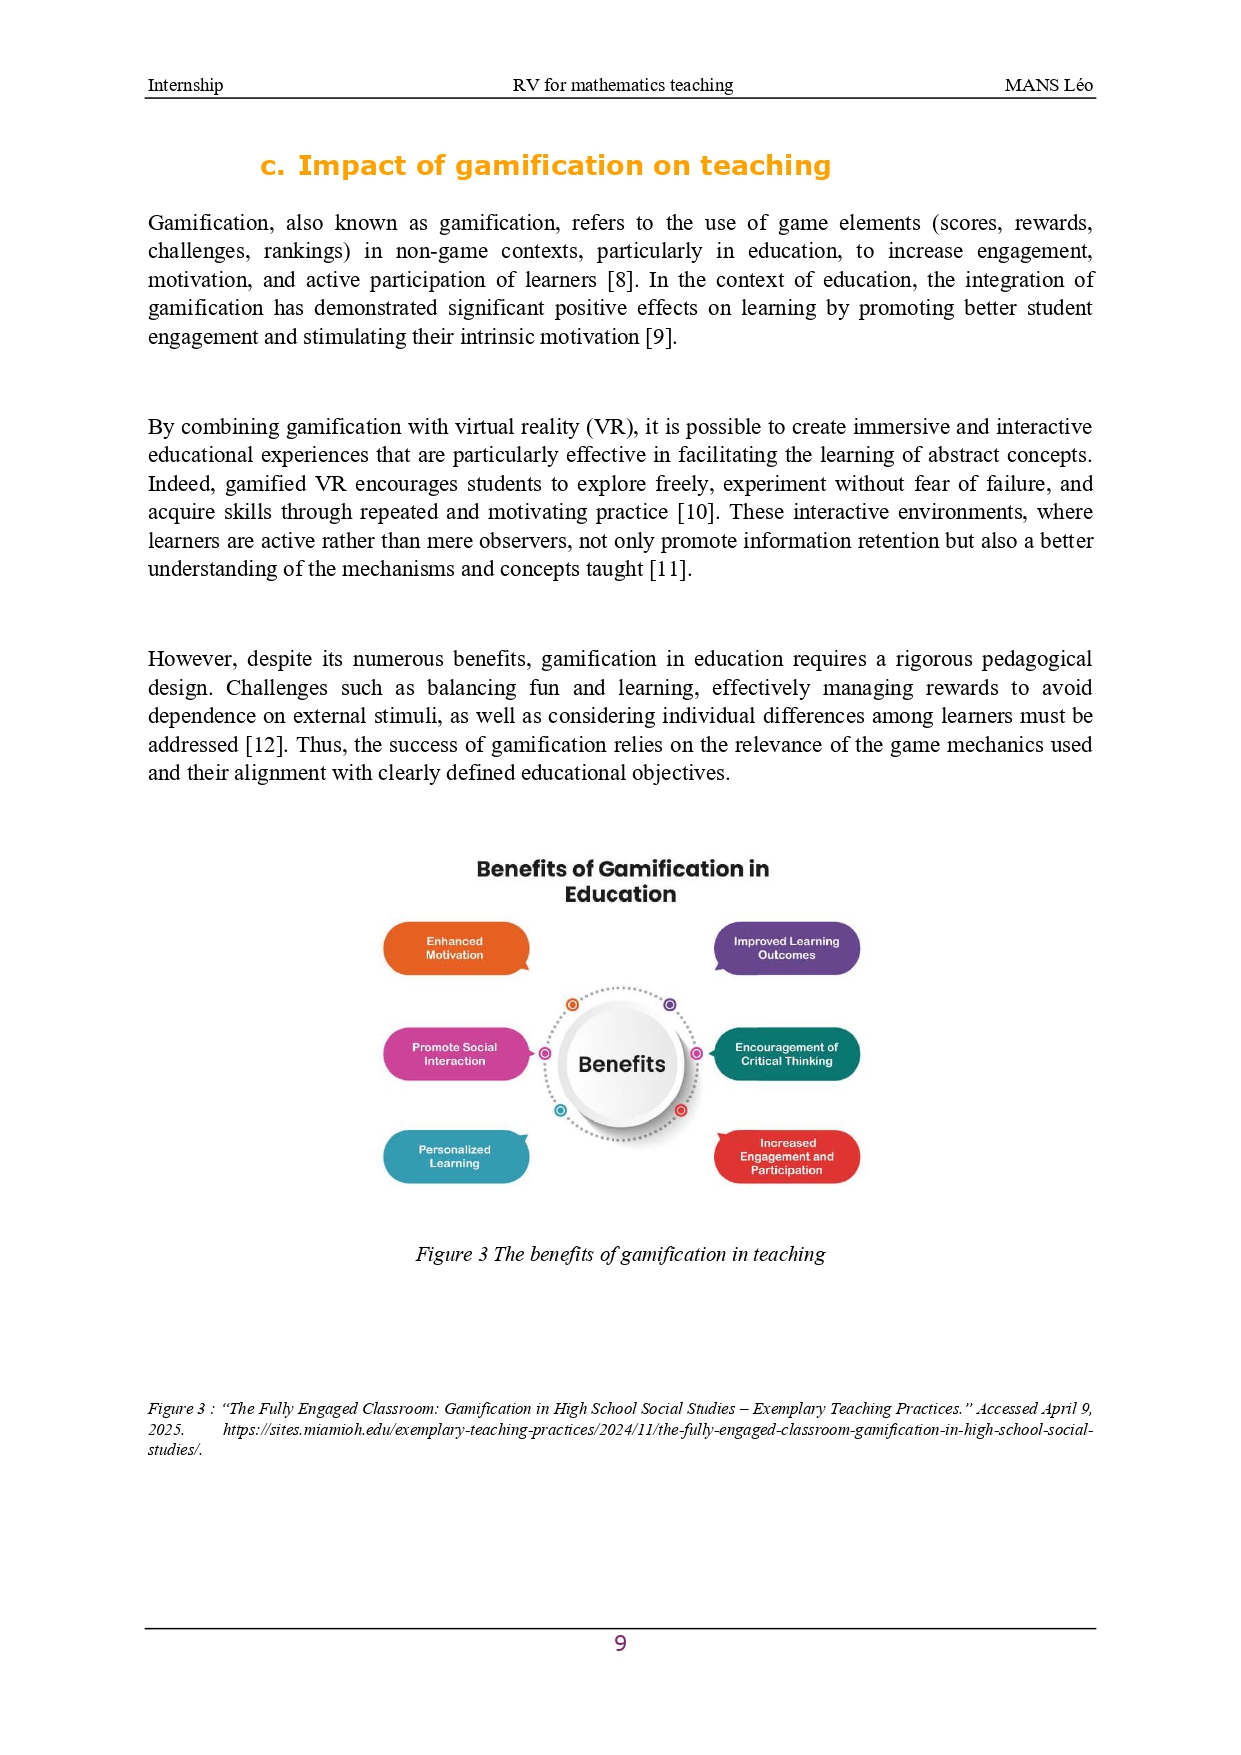 Internship RV for mathematics teaching MANS Léo
c. Impact of gamification on teaching
Gamification, also known as gamification, refers to the use of game elements (scores, rewards,
challenges, rankings) in non-game contexts, particularly in education, to increase engagement,
motivation, and active participation of learners [8]. In the context of education, the integration of
gamification has demonstrated significant positive effects on learning by promoting better student
engagement and stimulating their intrinsic motivation [9].
By combining gamification with virtual reality (VR), it is possible to create immersive and interactive
educational experiences that are particularly effective in facilitating the learning of abstract concepts.
Indeed, gamified VR encourages students to explore freely, experiment without fear of failure, and
acquire skills through repeated and motivating practice [10]. These interactive environments, where
learners are active rather than mere observers, not only promote information retention but also a better
understanding of the mechanisms and concepts taught [11].
However, despite its numerous benefits, gamification in education requires a rigorous pedagogical
design. Challenges such as balancing fun and learning, effectively managing rewards to avoid
dependence on external stimuli, as well as considering individual differences among learners must be
addressed [12]. Thus, the success of gamification relies on the relevance of the game mechanics used
and their alignment with clearly defined educational objectives.
Benefits of Gamification in
Education
Enhanced
Motivation
Improved Learning
Outcomes
Promote Social
Interaction
Benefits
Encouragement of
Critical Thinking
Personalized
Learning
Increased
Engagement and
Participation
Figure 3 The benefits of gamification in teaching
Figure 3 : “The Fully Engaged Classroom: Gamification in High School Social Studies – Exemplary Teaching Practices.” Accessed April 9,
2025. https://sites.miamioh.edu/exemplary-teaching-practices/2024/11/the-fully-engaged-classroom-gamification-in-high-school-social-
studies/.
9